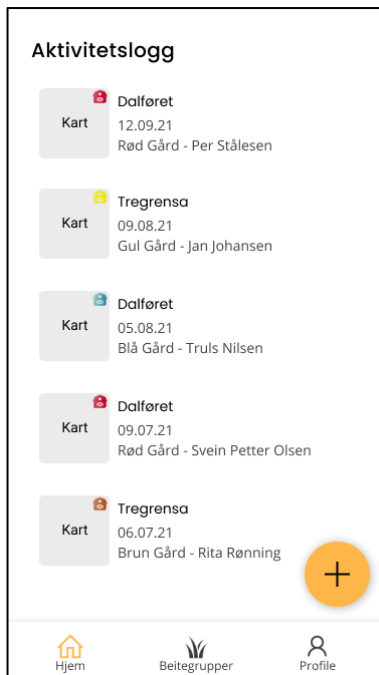 Aktivitetslogg
Kart
Dalføret
12.09.21
Rød Gård - Per Stålesen
Kart
Tregrensa
09.08.21
Gul Gård - Jan Johansen
Kart
Dalføret
05.08.21
Blå Gård - Truls Nilsen
Kart
Dalføret
09.07.21
Rød Gård - Svein Petter Olsen
Kart
Tregrensa
06.07.21
Brun Gård - Rita Rønning
Hjem
Beitegrupper
Profile